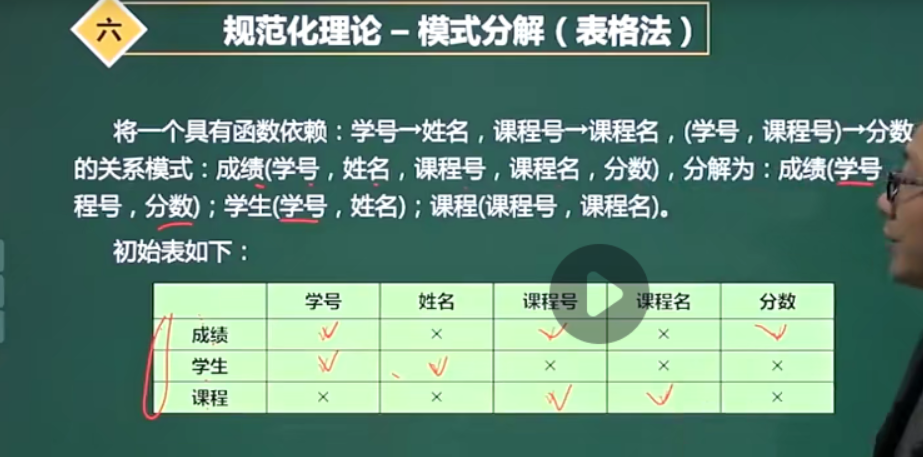 六
规范化理论 – 模式分解（表格法）
将一个具有函数依赖：学号→姓名，课程号→课程名，(学号，课程号)→分数
的关系模式：成绩(学号，姓名，课程号，课程名，分数)，分解为：成绩(学号，
程号，分数)；学生(学号，姓名)；课程(课程号，课程名)。
初始表如下：
学号 姓名 课程号 课程名 分数
成绩 √ × √ × √
学生 √ √ × × ×
课程 × × √ √ ×